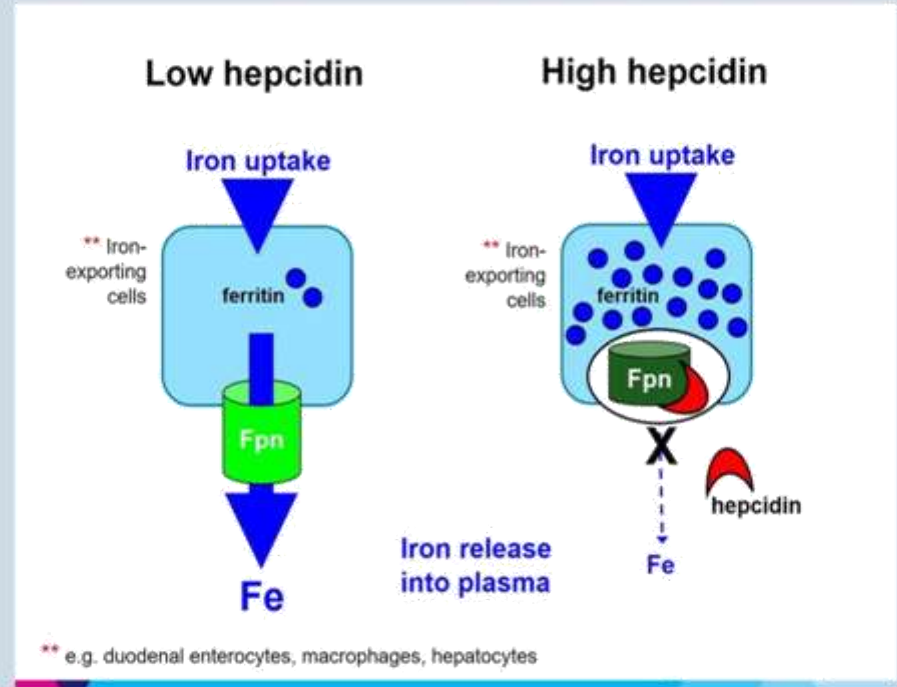 Low hepcidin
High hepcidin
Iron uptake
Iron uptake
** Iron-
exporting
cells
ferritin
** Iron-
exporting
cells
ferritin
Fpn
Fpn
X
hepcidin
Iron release
into plasma
Fe
Fe
** e.g. duodenal enterocytes, macrophages, hepatocytes